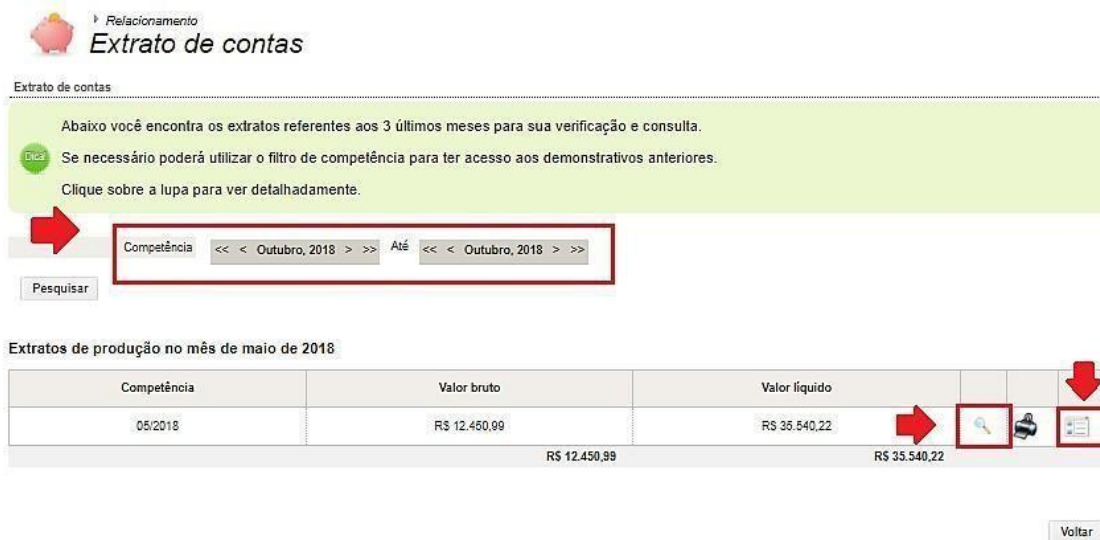 Relacionamento
Extrato de contas
Extrato de contas
Abaixo você encontra os extratos referentes aos 3 últimos meses para sua verificação e consulta.
Dica!
Se necessário poderá utilizar o filtro de competência para ter acesso aos demonstrativos anteriores.
Clique sobre a lupa para ver detalhadamente.
Competência << < Outubro, 2018 > >> Até << < Outubro, 2018 > >>
Pesquisar
Extratos de produção no mês de maio de 2018
Competência Valor bruto Valor líquido
05/2018 R$ 12.450,99 R$ 35.540,22
R$ 12.450,99 R$ 35.540,22
Voltar